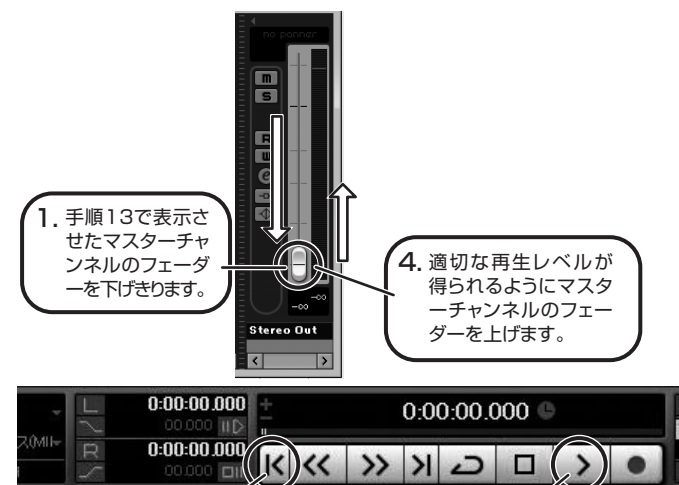 no panner
m
S
R
W
e
1. 手順13で表示さ
せたマスターチャ
ンネルのフェーダ
ーを下げきります。
4. 適切な再生レベルが
得られるようにマスタ
ーチャンネルのフェー
ダーを上げます。
-∞
-∞
Stereo Out
L
0:00:00.000
00.000
0:00:00.000
ス(MII
R
0:00:00.000
00.000